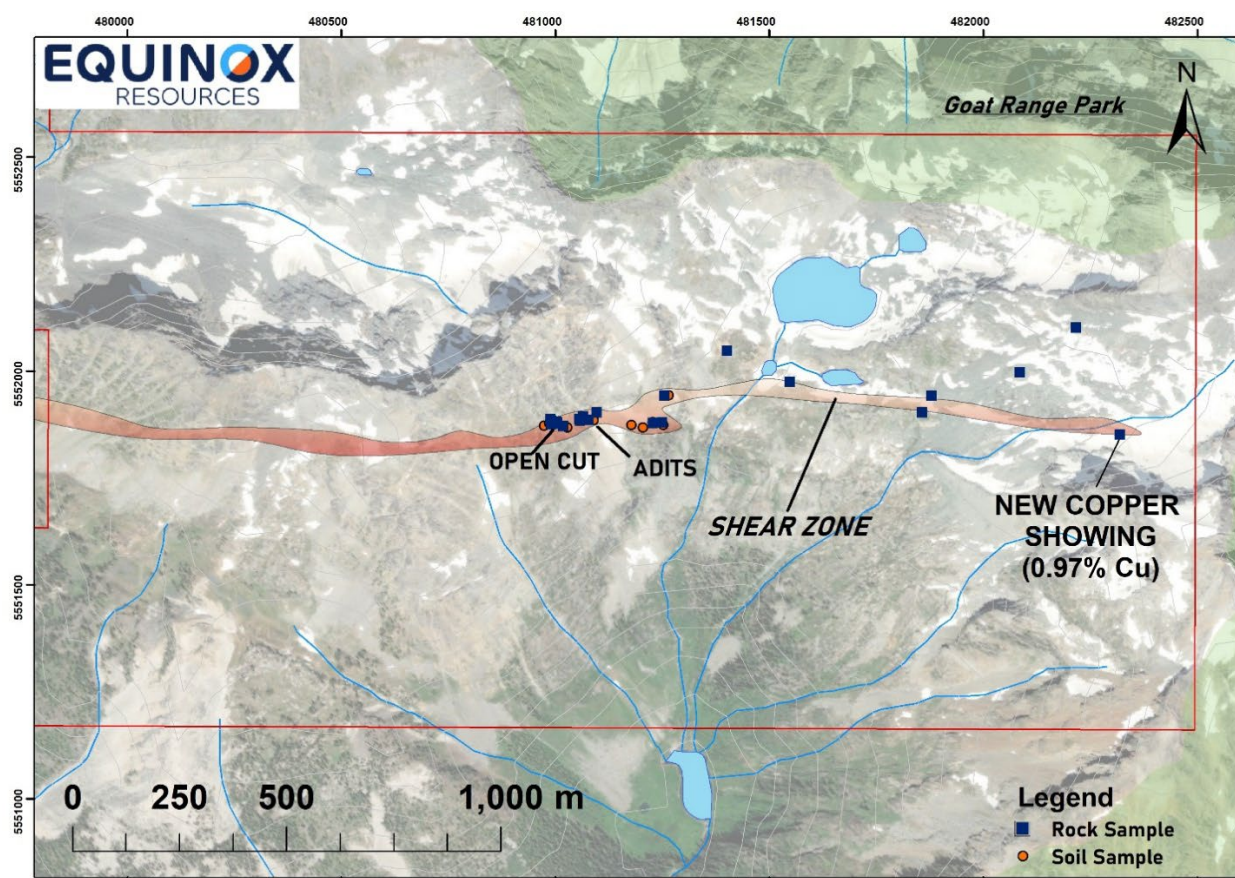 480000 480500 481000 481500 482000 482500
EQUINOX
RESOURCES
N
Goat Range Park
5552500
5552000
OPEN CUT
ADITS
SHEAR ZONE
NEW COPPER
SHOWING
(0.97% Cu)
5551500
5551000
0 250 500 1,000 m
Legend
Rock Sample
Soil Sample